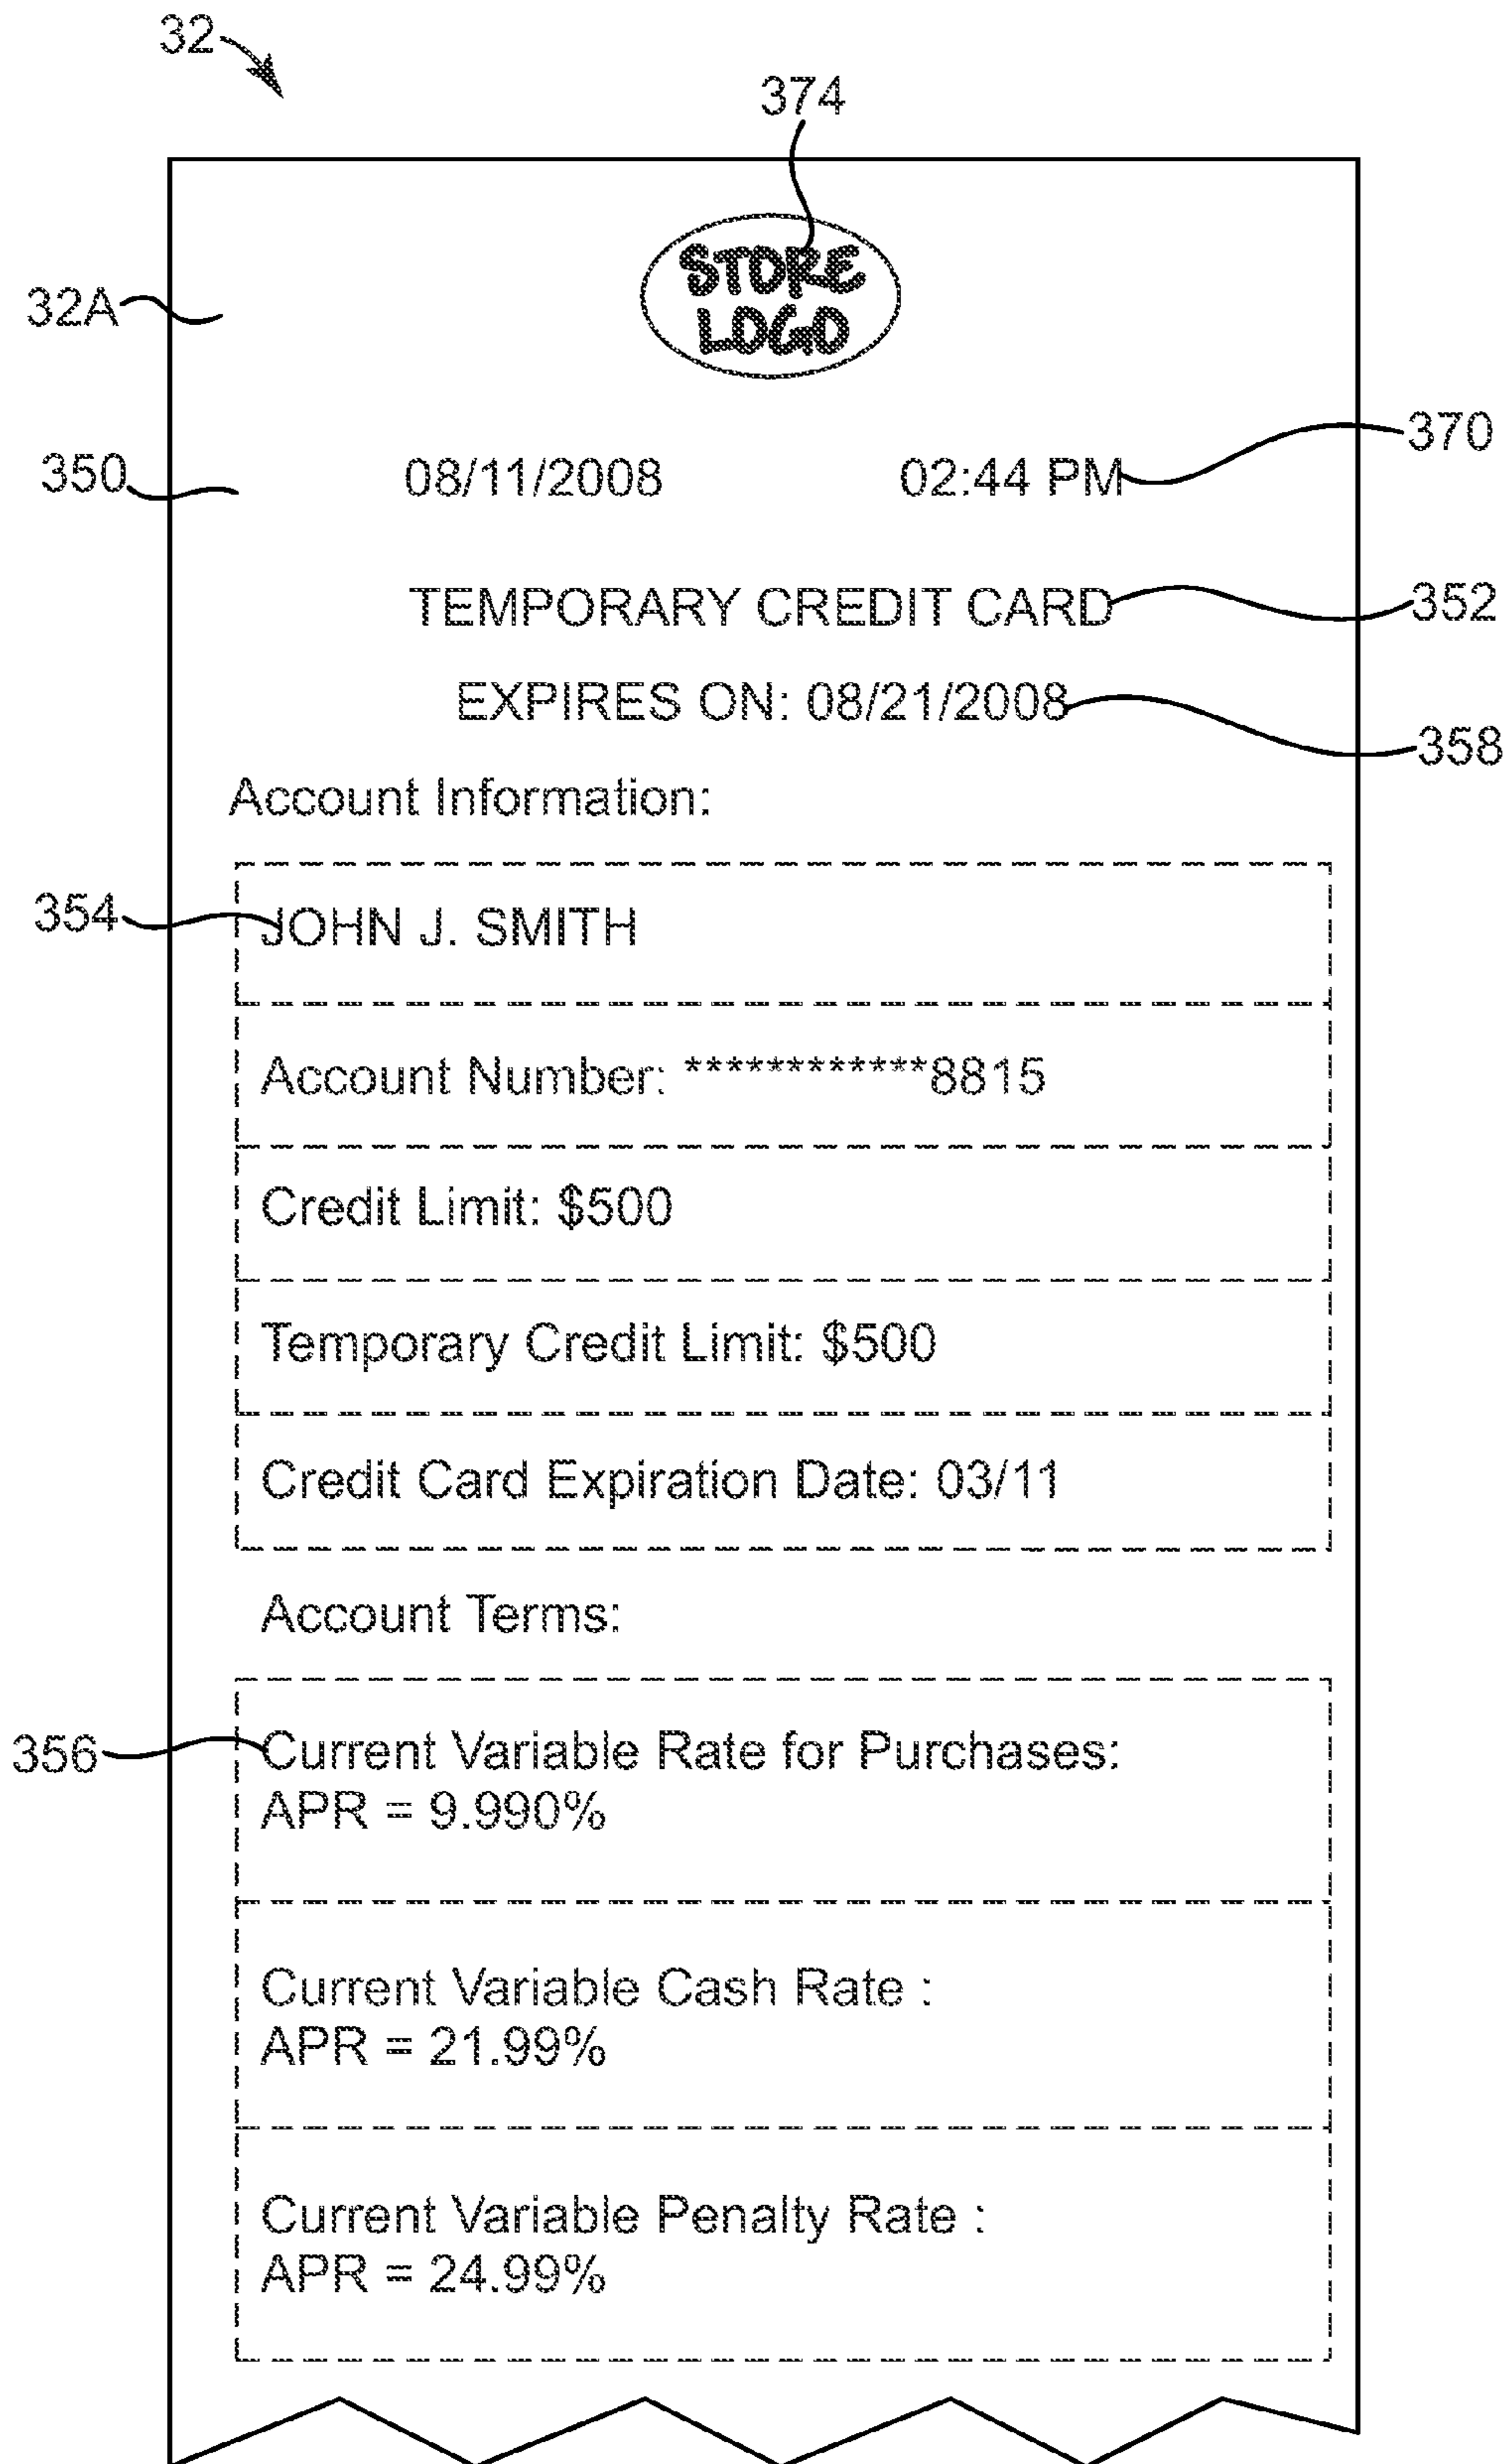 32
374
STORE
LOGO
32A
370
350 08/11/2008 02:44 PM
TEMPORARY CREDIT CARD 352
EXPIRES ON: 08/21/2008
358
Account Information:
354 JOHN J. SMITH
Account Number: ************8815
Credit Limit: $500
Temporary Credit Limit: $500
Credit Card Expiration Date: 03/11
Account Terms:
356 Current Variable Rate for Purchases:
APR = 9.990%
Current Variable Cash Rate :
APR = 21.99%
Current Variable Penalty Rate :
APR = 24.99%